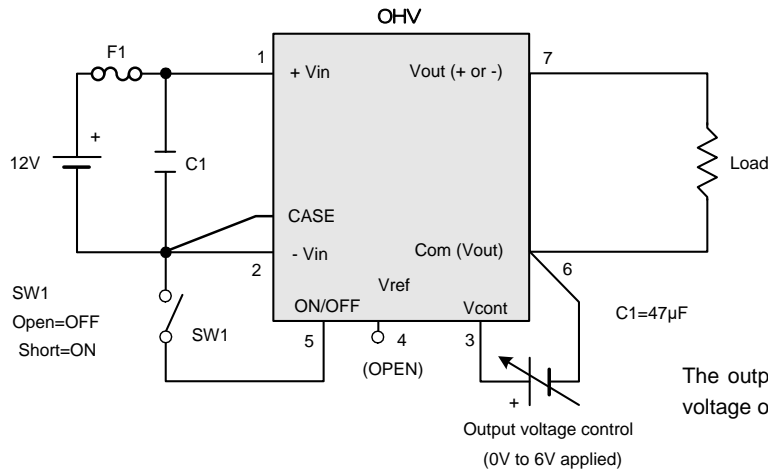 OHV
F1
1
7
+ Vin
Vout (+ or -)
+
12V
C1
Load
CASE
- Vin
Com (Vout)
2
6
Vref
SW1
Open=OFF
Short=ON
ON/OFF
Vcont
C1=47µF
SW1
5
4
3
(OPEN)
+
The outp
voltage o
Output voltage control
(0V to 6V applied)